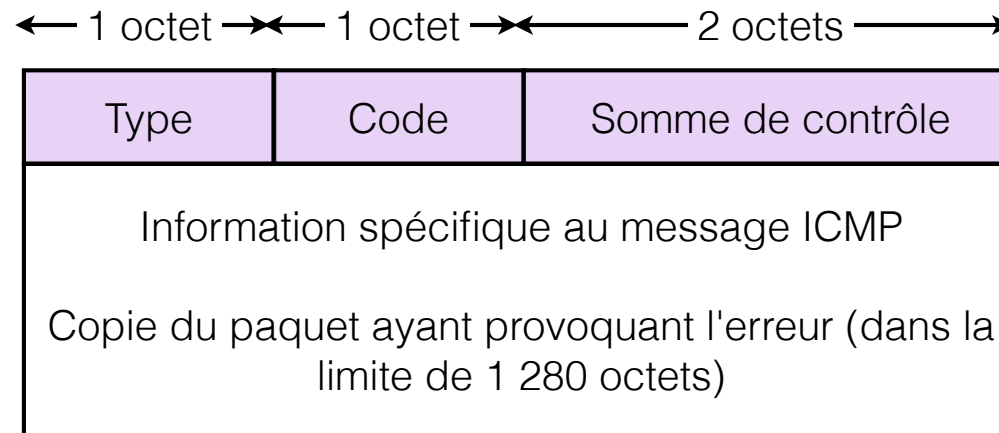 1 octet 1 octet 2 octets
Type Code Somme de contrôle
Information spécifique au message ICMP
Copie du paquet ayant provoquant l'erreur (dans la
limite de 1 280 octets)